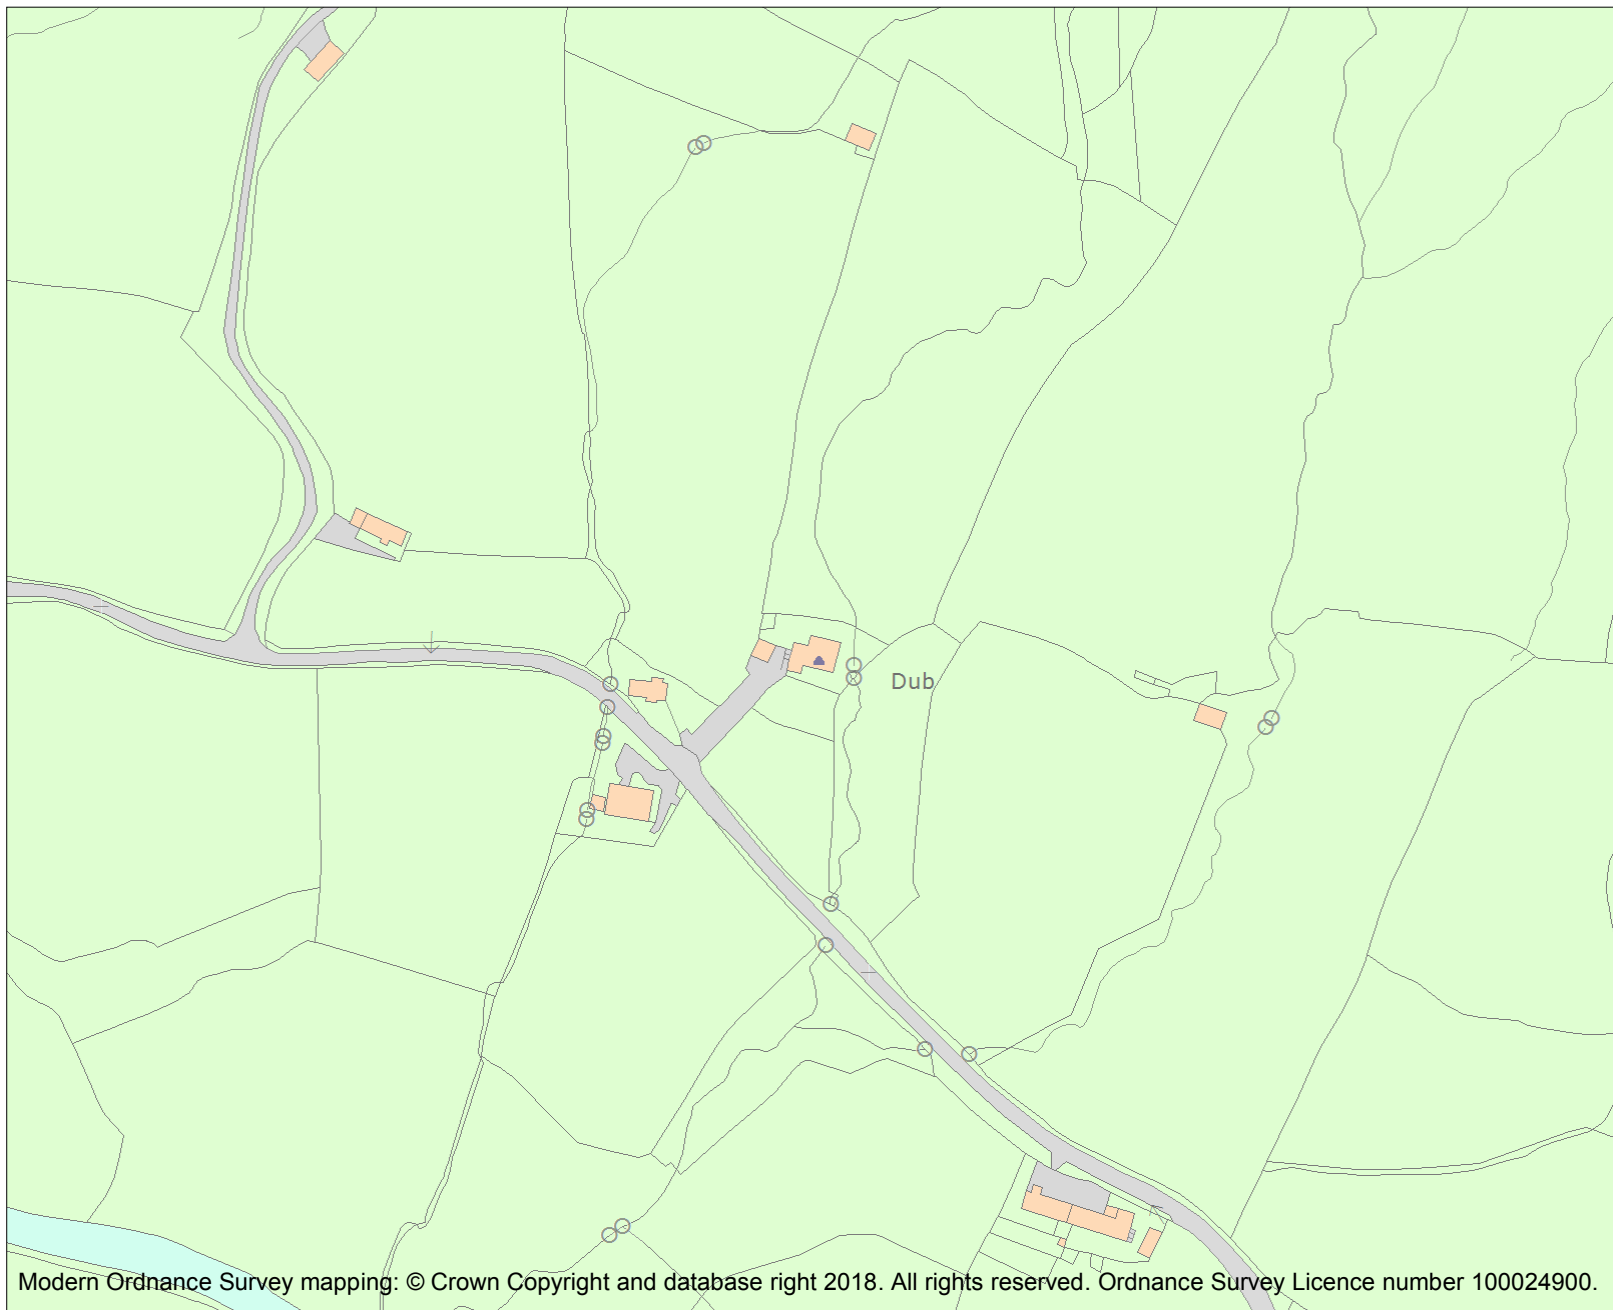 Dub
Modern Ordnance Survey mapping: © Crown Copyright and database right 2018. All rights reserved. Ordnance Survey Licence number 100024900.